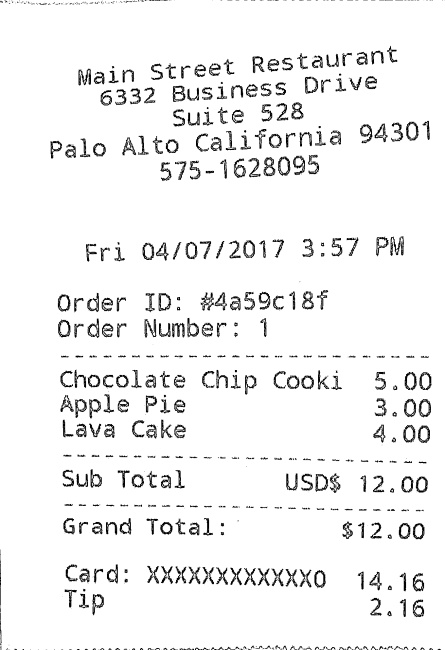 Main Street Restaurant
6332 Business Drive
Suite 528
Palo Alto California 94301
575-1628095
Fri 04/07/2017 3:57 PM
Order ID: #4a59c18f
Order Number: 1
Chocolate Chip Cooki 5.00
Apple Pie 3.00
Lava Cake 4.00
Sub Total USD$ 12.00
Grand Total: $12.00
Card: XXXXXXXXXXXX0 14.16
Tip 2.16